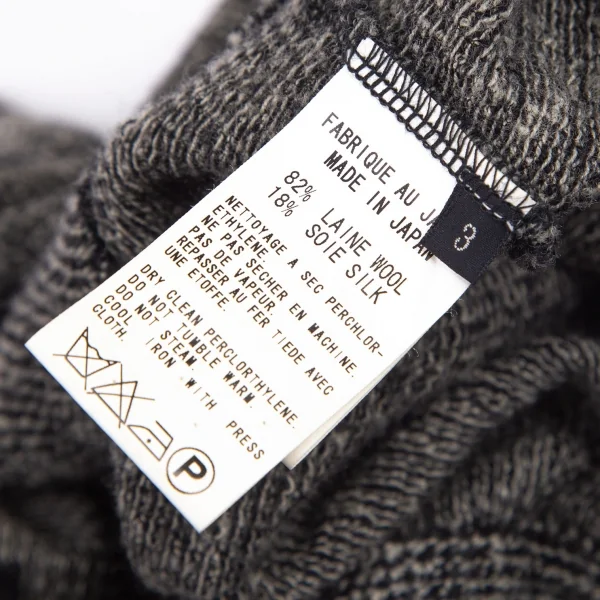 FABRIQUE AU JA
MADE IN JAPAN
82% LAINE WOOL
18% SOIE SILK
3
NETTOYAGE A SEC PERCHLOR-
ETHYLENE.
NE PAS SECHER EN MACHINE.
PAS DE VAPEUR.
REPASSER AU FER TIEDE AVEC
UNE ETOFFE.
DRY CLEAN PERCLORTHYLENE.
DO NOT TUMBLE WARM.
DO NOT STEAM.
COOL IRON WITH PRESS
CLOTH.
P